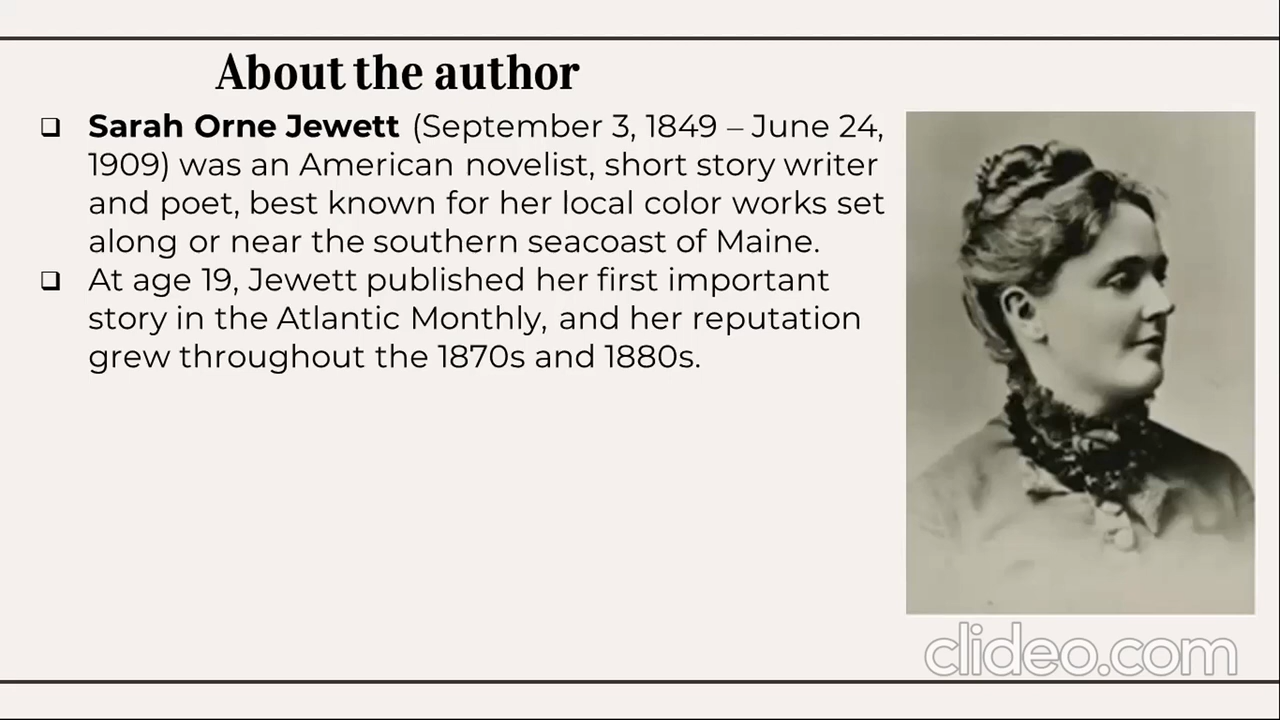 About the author
❑ Sarah Orne Jewett (September 3, 1849 – June 24,
1909) was an American novelist, short story writer
and poet, best known for her local color works set
along or near the southern seacoast of Maine.
❑ At age 19, Jewett published her first important
story in the Atlantic Monthly, and her reputation
grew throughout the 1870s and 1880s.
clideo.com